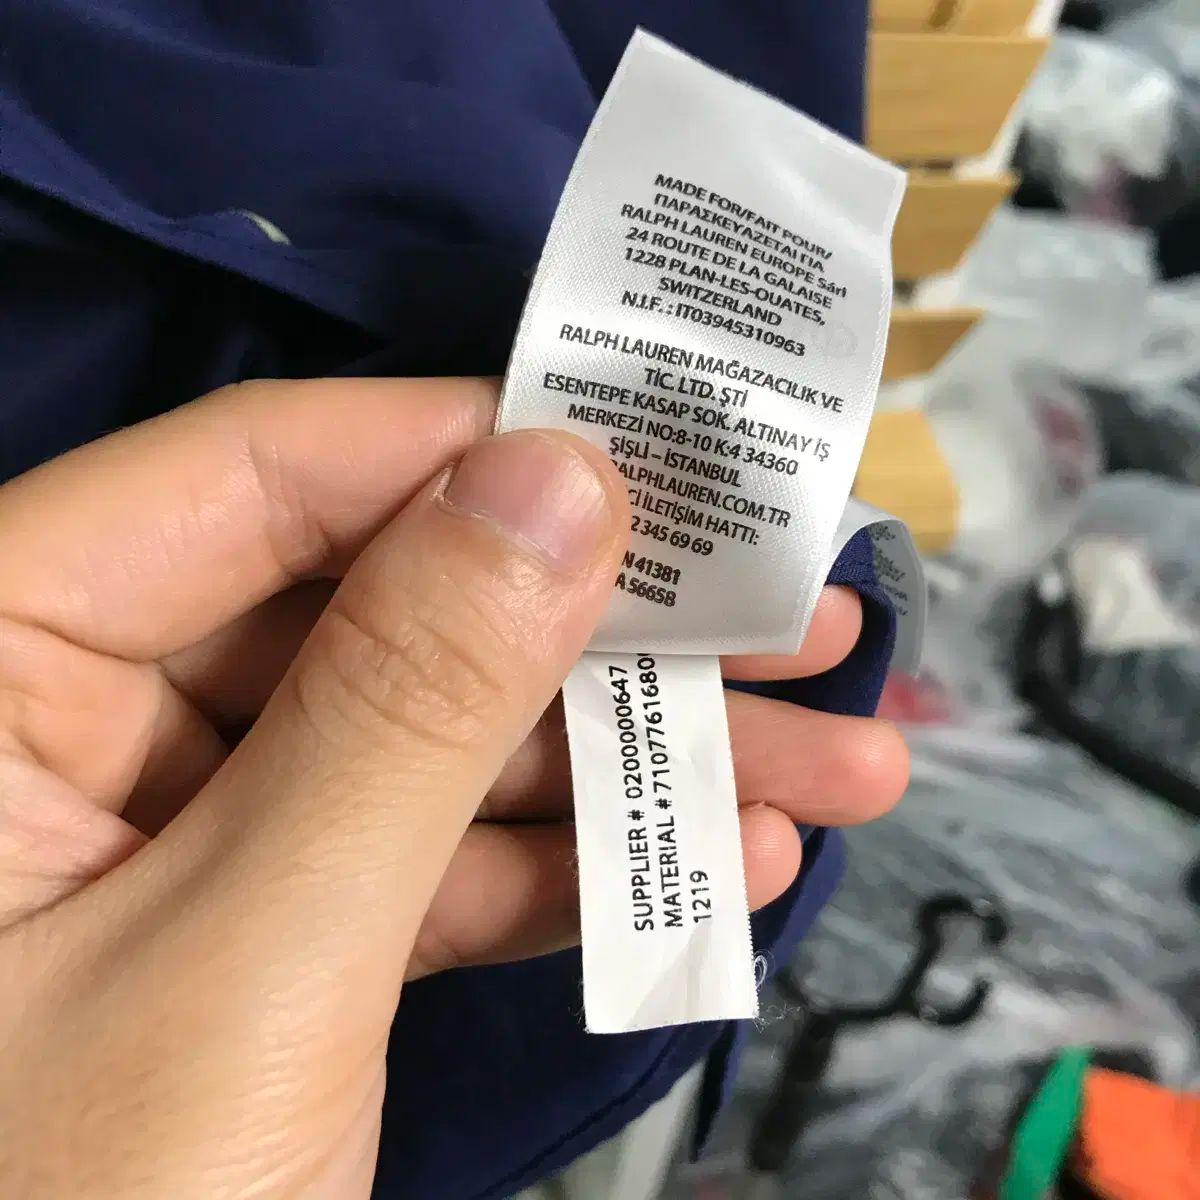 MADE FOR/FAIT POUR/
ΠΑΡΑΣΚΕΥΑΖΕΤΑΙ ΓΙΑ
RALPH LAUREN EUROPE Sárl
24 ROUTE DE LA GALAISE
1228 PLAN-LES-OUATES,
SWITZERLAND
N.I.F. : IT03945310963
RALPH LAUREN MAĞAZACILIK VE
TİC. LTD. ŞTİ
ESENTEPE KASAP SOK. ALTINAY İŞ
MERKEZİ NO:8-10 K:4 34360
ŞİŞLİ – İSTANBUL
RALPHLAUREN.COM.TR
İLETİŞİM HATTI:
2 345 69 69
N 41381
A 56658
SUPPLIER # 0200000647
MATERIAL # 710776161680
1219